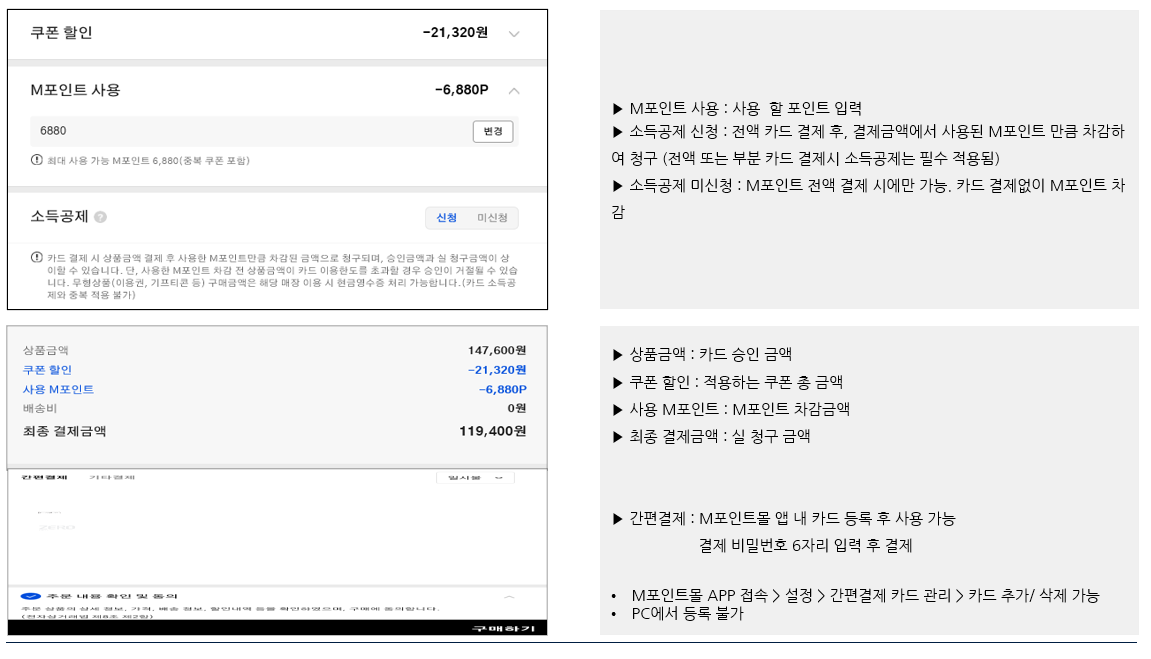 쿠폰 할인
-21,320원
M포인트 사용
-6,880P
6880
변경
최대 사용 가능 M포인트 6,880(중복 쿠폰 포함)
소득공제
신청
미신청
카드 결제 시 상품금액 결제 후 사용한 M포인트만큼 차감된 금액으로 청구되며, 승인금액과 실 청구금액이 상
이할 수 있습니다. 단, 사용한 M포인트 차감 전 상품금액이 카드 이용한도를 초과할 경우 승인이 거절될 수 있습
니다. 무형상품(이용권, 기프티콘 등) 구매금액은 해당 매장 이용 시 현금영수증 처리 가능합니다.(카드 소득공
제와 중복 적용 불가)
▶ M포인트 사용 : 사용 할 포인트 입력
▶ 소득공제 신청 : 전액 카드 결제 후, 결제금액에서 사용된 M포인트 만큼 차감하
여 청구 (전액 또는 부분 카드 결제시 소득공제는 필수 적용됨)
▶ 소득공제 미신청 : M포인트 전액 결제 시에만 가능. 카드 결제없이 M포인트 차
감
상품금액
147,600원
쿠폰 할인
-21,320원
사용 M포인트
-6,880P
배송비
0원
최종 결제금액
119,400원
간편결제
기타결제
일시불
주문 내용 확인 및 동의
주문 상품의 상세 정보, 가격, 배송 정보, 할인내역 등을 확인하였으며, 구매에 동의합니다.
(전자상거래법 제8조 제2항)
구매하기
▶ 상품금액 : 카드 승인 금액
▶ 쿠폰 할인 : 적용하는 쿠폰 총 금액
▶ 사용 M포인트 : M포인트 차감금액
▶ 최종 결제금액 : 실 청구 금액
▶ 간편결제 : M포인트몰 앱 내 카드 등록 후 사용 가능
결제 비밀번호 6자리 입력 후 결제
• M포인트몰 APP 접속 > 설정 > 간편결제 카드 관리 > 카드 추가/ 삭제 가능
• PC에서 등록 불가